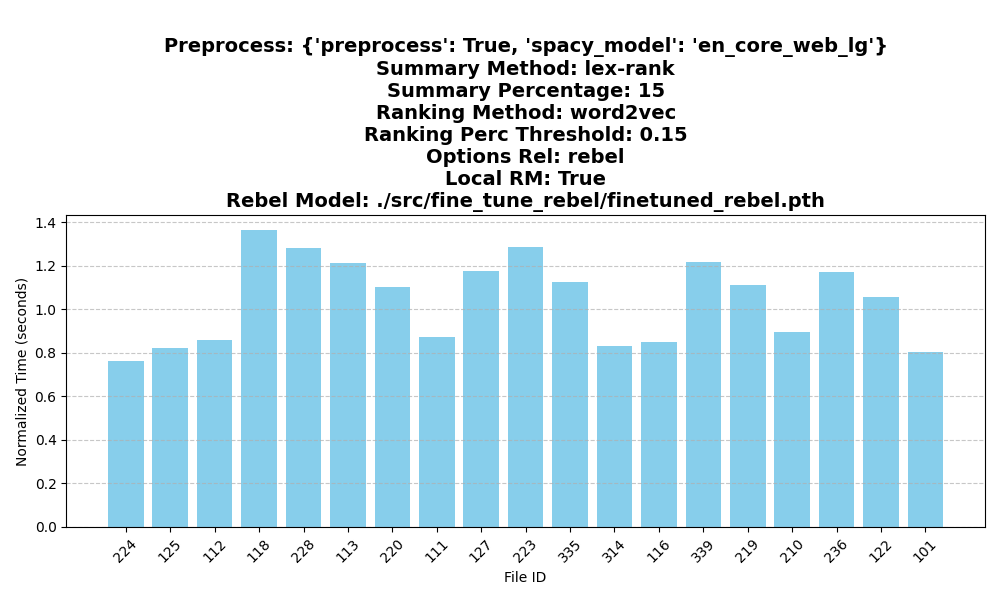 Preprocess: {'preprocess': True, 'spacy_model': 'en_core_web_lg'}
Summary Method: lex-rank
Summary Percentage: 15
Ranking Method: word2vec
Ranking Perc Threshold: 0.15
Options Rel: rebel
Local RM: True
Rebel Model: ./src/fine_tune_rebel/finetuned_rebel.pth
1.4
1.2
1.0
0.8
0.6
0.4
0.2
0.0
Normalized Time (seconds)
224 125 112 118 228 113 220 111 127 223 335 314 116 339 219 210 236 122 101
File ID